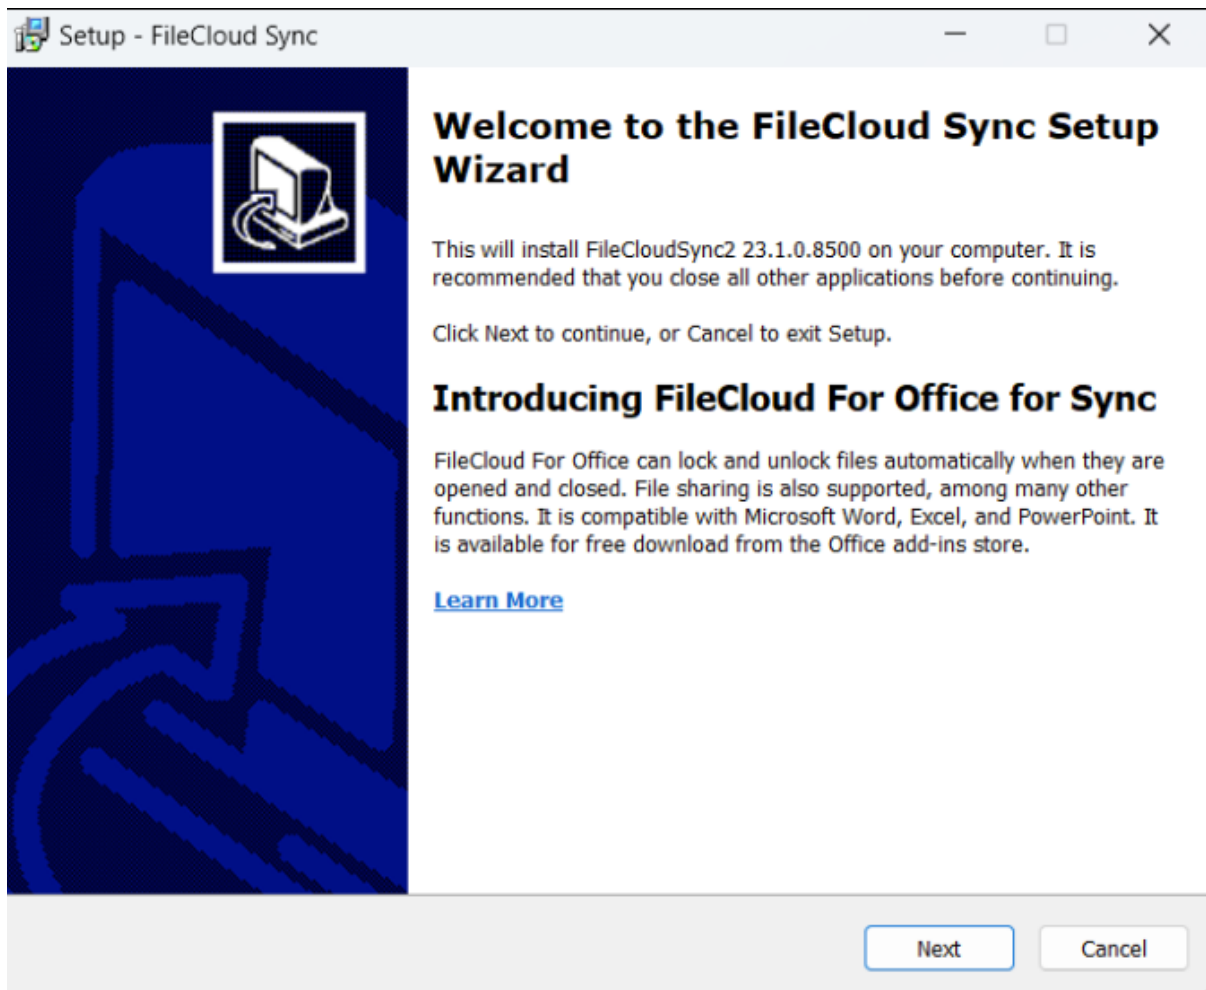 Setup - FileCloud Sync
Welcome to the FileCloud Sync Setup
Wizard
This will install FileCloudSync2 23.1.0.8500 on your computer. It is
recommended that you close all other applications before continuing.
Click Next to continue, or Cancel to exit Setup.
Introducing FileCloud For Office for Sync
FileCloud For Office can lock and unlock files automatically when they are
opened and closed. File sharing is also supported, among many other
functions. It is compatible with Microsoft Word, Excel, and PowerPoint. It
is available for free download from the Office add-ins store.
Learn More
Next
Cancel